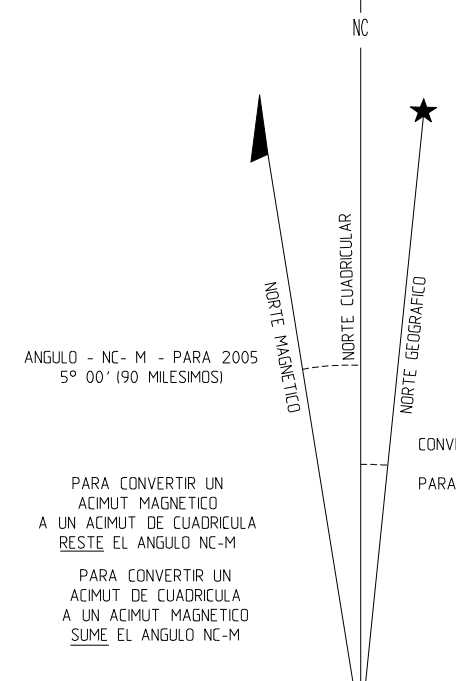 NC
NORTE MAGNETICO
NORTE CUADRICULAR
NORTE GEOGRAFICO
ANGULO - NC- M - PARA 2005
5° 00' (90 MILESIMOS)
PARA CONVERTIR UN
ACIMUT MAGNETICO
A UN ACIMUT DE CUADRICULA
RESTE EL ANGULO NC-M
PARA CONVERTIR UN
ACIMUT DE CUADRICULA
A UN ACIMUT MAGNETICO
SUME EL ANGULO NC-M
PARA